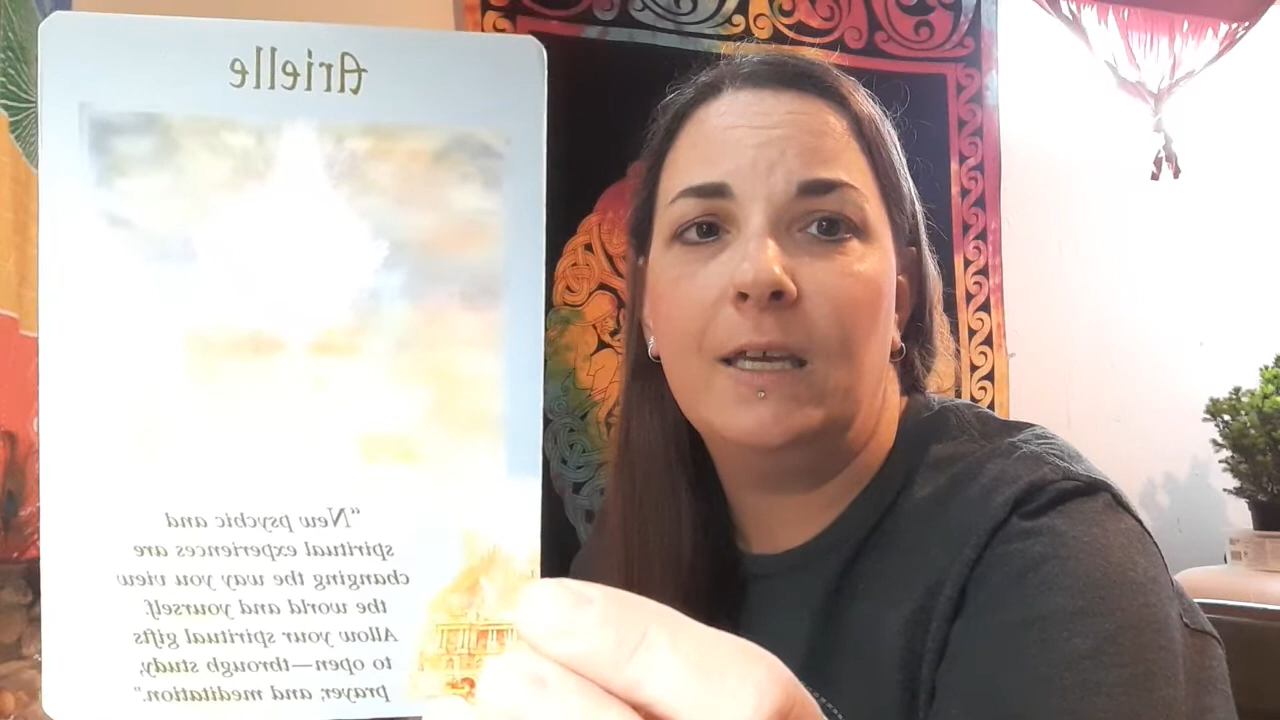 Arielle
"New psychic and
spiritual experiences are
changing the way you view
the world and yourself.
Allow your spiritual gifts
to open—through study,
prayer, and meditation."